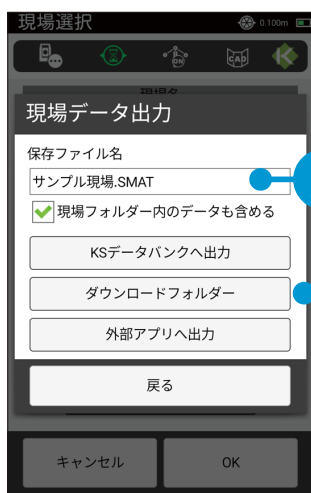 現場選択
0.100m
ON
CAD
現場名
現場データ出力
保存ファイル名
サンプル現場.SMAT
現場フォルダー内のデータも含める
KSデータバンクへ出力
ダウンロードフォルダー
外部アプリへ出力
戻る
キャンセル
OK